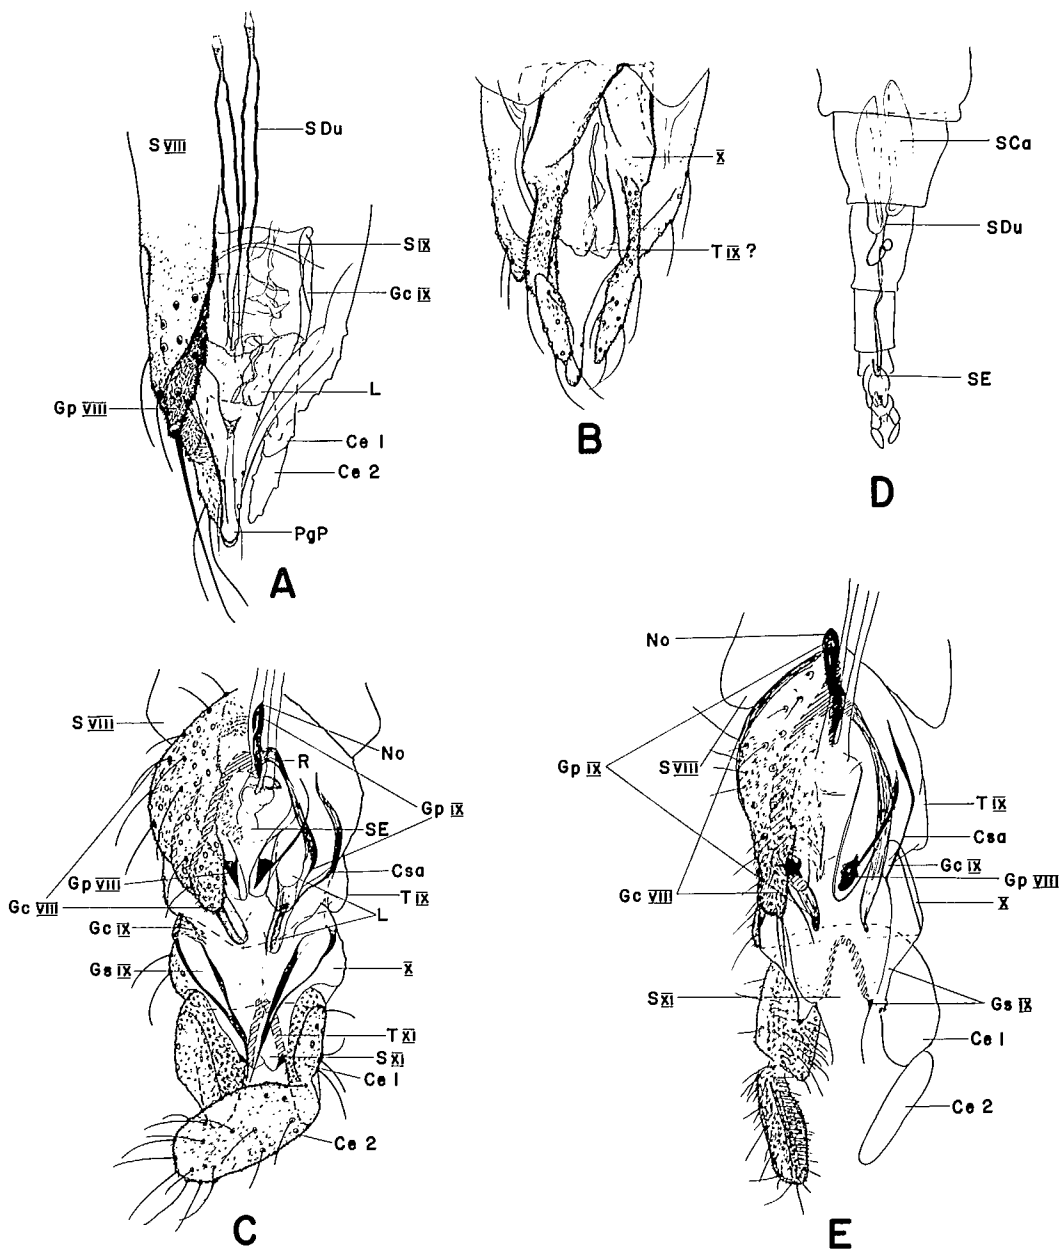 S VIII
SDu
S IX
Gc IX
L
Gp VIII
Ce 1
Ce 2
PgP
A
X
T IX ?
B
SCa
SDu
SE
D
S VIII
No
R
Gp IX
SE
Csa
Gp VIII
T IX
Gc VIII
L
Gc IX
Gs IX
X
T XI
S XI
Ce 1
Ce 2
C
No
Gp IX
S VIII
T IX
Csa
Gc IX
Gp VIII
Gc VIII
X
S XI
Gs IX
Ce 1
Ce 2
E